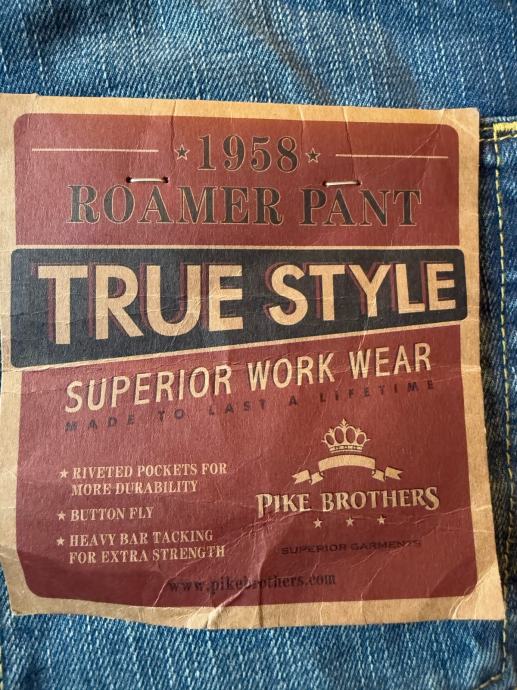 ★1958★
ROAMER PANT
TRUE STYLE
SUPERIOR WORK WEAR
MADE TO LAST A LIFETIME
★ RIVETED POCKETS FOR
MORE DURABILITY
★ BUTTON FLY
★ HEAVY BAR TACKING
FOR EXTRA STRENGTH
PIKE BROTHERS
★ ★ ★
SUPERIOR GARMENTS
www.pikebrothers.com